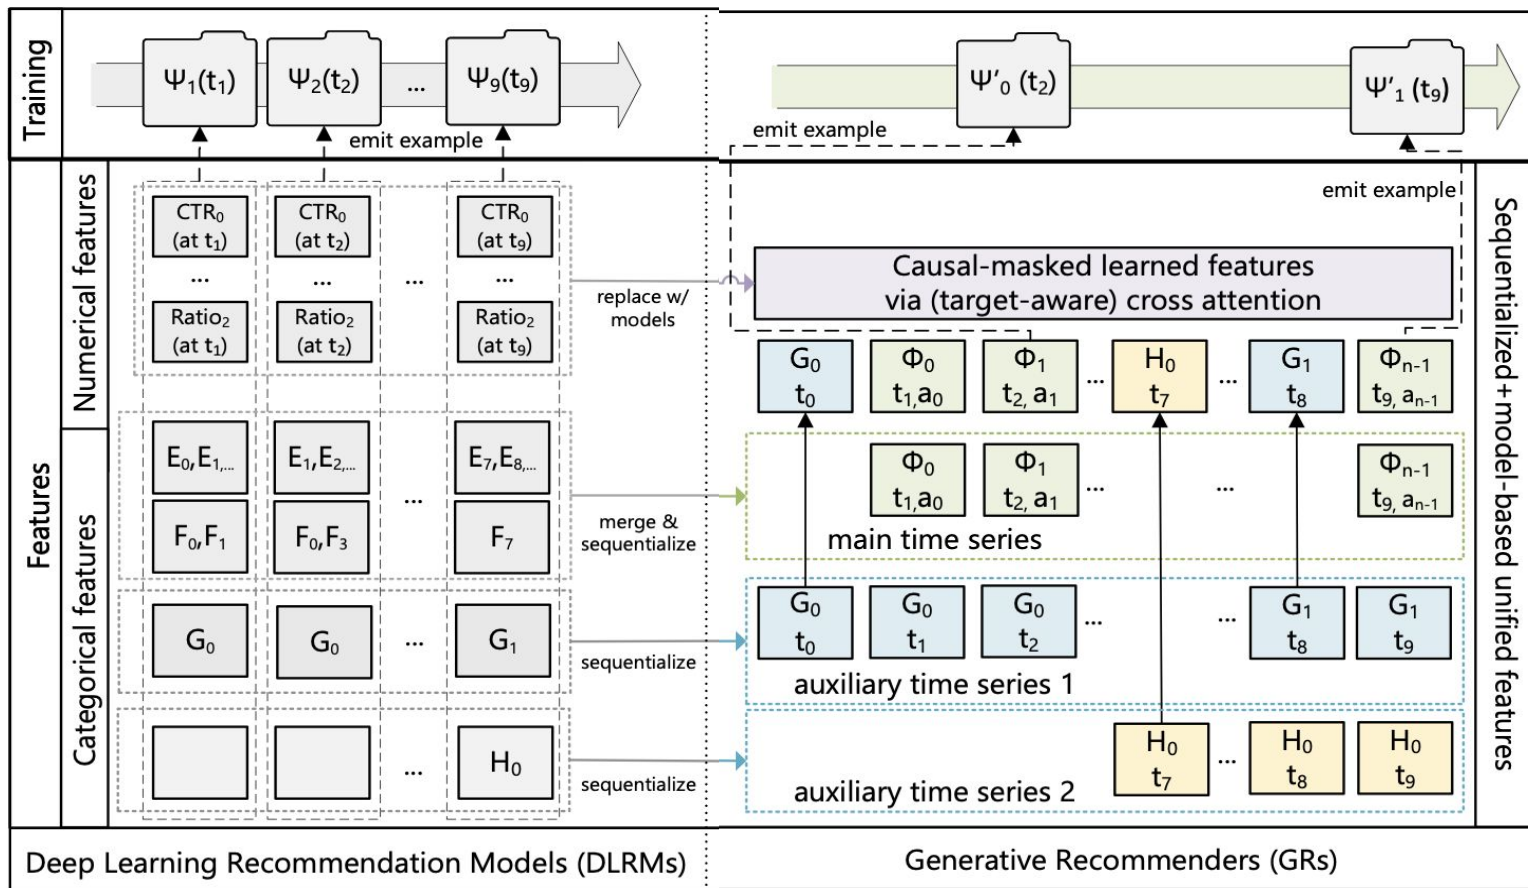 Training
Ψ₁(t₁)
Ψ₂(t₂)
...
Ψ₉(t₉)
emit example
Ψ'₀ (t₂)
Ψ'₁ (t₉)
emit example
emit example
Features
Numerical features
CTR₀
(at t₁)
...
Ratio₂
(at t₁)
CTR₀
(at t₂)
...
Ratio₂
(at t₂)
...
CTR₀
(at t₉)
...
Ratio₂
(at t₉)
replace w/
models
Categorical features
E₀,E₁,...
E₁,E₂,...
...
E₇,E₈,...
F₀,F₁
F₀,F₃
F₇
merge &
sequentialize
G₀
G₀
...
G₁
sequentialize
...
H₀
sequentialize
Causal-masked learned features
via (target-aware) cross attention
G₀
t₀
Φ₀
t₁,a₀
Φ₁
t₂, a₁
...
H₀
t₇
...
G₁
t₈
Φₙ₋₁
t₉, aₙ₋₁
Φ₀
t₁,a₀
Φ₁
t₂, a₁
...
...
Φₙ₋₁
t₉, aₙ₋₁
main time series
G₀
t₀
G₀
t₁
G₀
t₂
...
...
G₁
t₈
G₁
t₉
auxiliary time series 1
H₀
t₇
...
H₀
t₈
H₀
t₉
auxiliary time series 2
Sequentialized+model-based unified features
Deep Learning Recommendation Models (DLRMs)
Generative Recommenders (GRs)